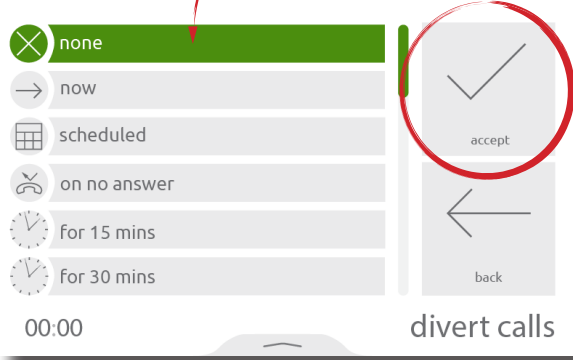 none
now
scheduled
on no answer
for 15 mins
for 30 mins
accept
back
00:00
divert calls